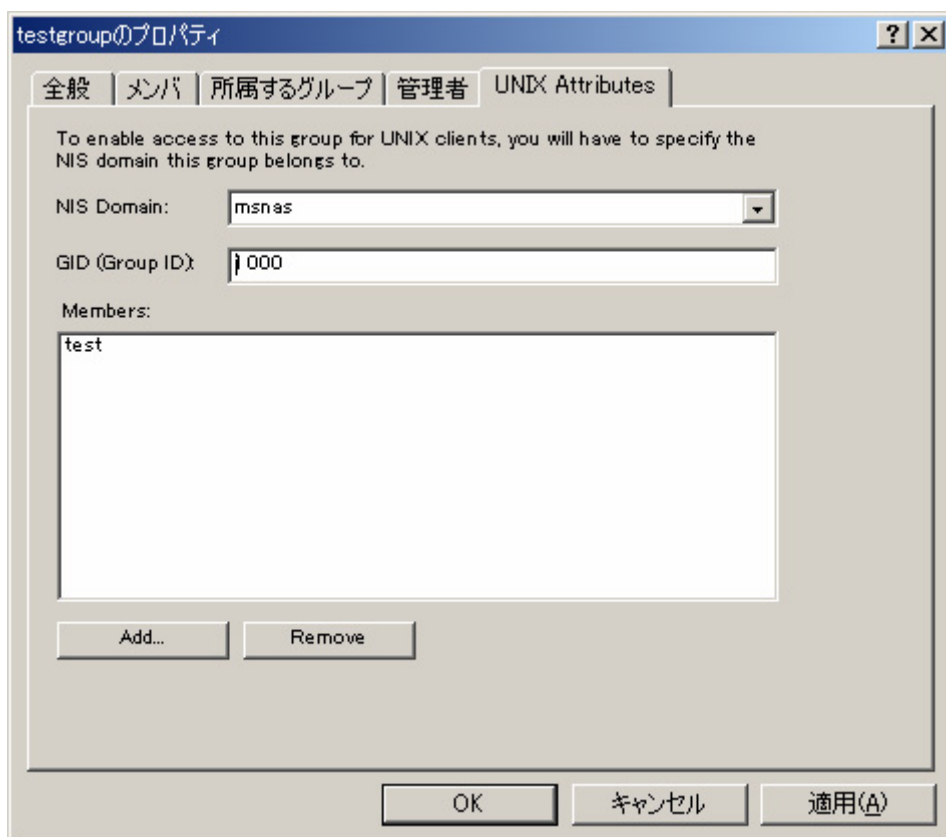 testgroupのプロパティ
全般 メンバ 所属するグループ 管理者 UNIX Attributes
To enable access to this group for UNIX clients, you will have to specify the
NIS domain this group belongs to.
NIS Domain: msnas
GID (Group ID): 1000
Members:
test
Add... Remove
OK キャンセル 適用(A)